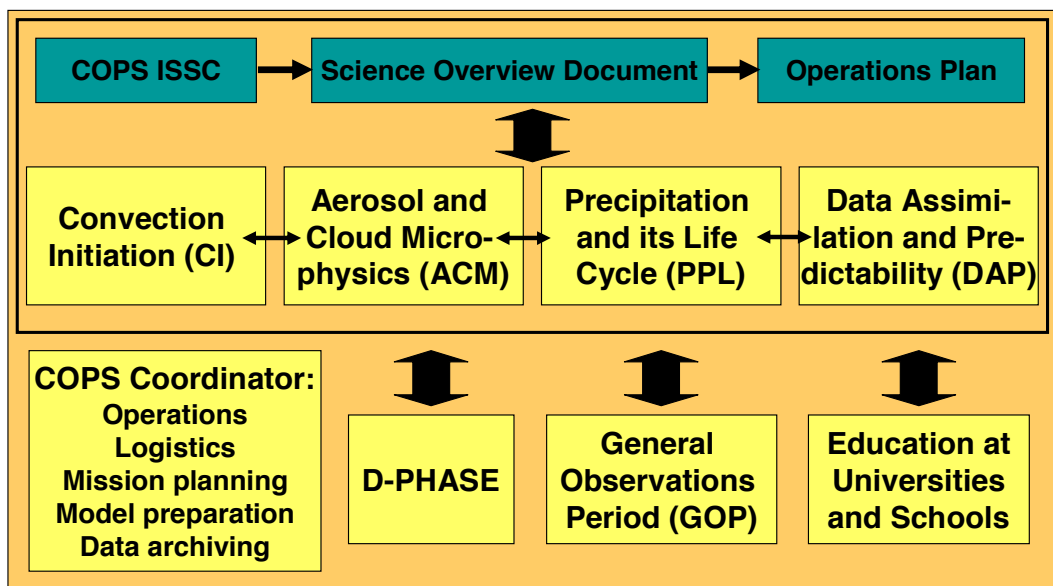 COPS ISSC
Science Overview Document
Operations Plan
Convection
Initiation (CI)
Aerosol and
Cloud Micro-
physics (ACM)
Precipitation
and its Life
Cycle (PPL)
Data Assimi-
lation and Pre-
dictability (DAP)
COPS Coordinator:
Operations
Logistics
Mission planning
Model preparation
Data archiving
D-PHASE
General
Observations
Period (GOP)
Education at
Universities
and Schools